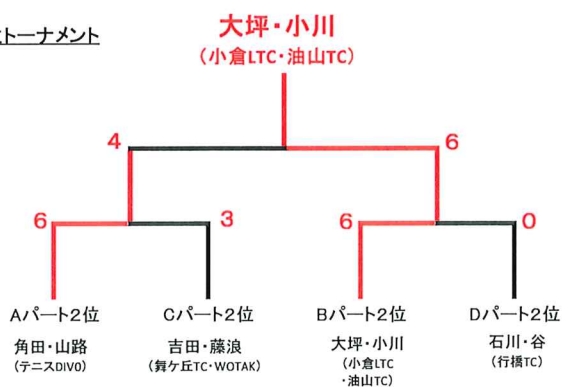 大坪・小川
トーナメント
(小倉LTC・油山TC)
4
6
6
3
6
0
Aパート2位
Cパート2位
Bパート2位
Dパート2位
角田・山路
吉田・藤浪
大坪・小川
石川・谷
(テニスDIVO)
(舞ケ丘TC・WOTAK)
(小倉LTC
・油山TC)
(行橋TC)